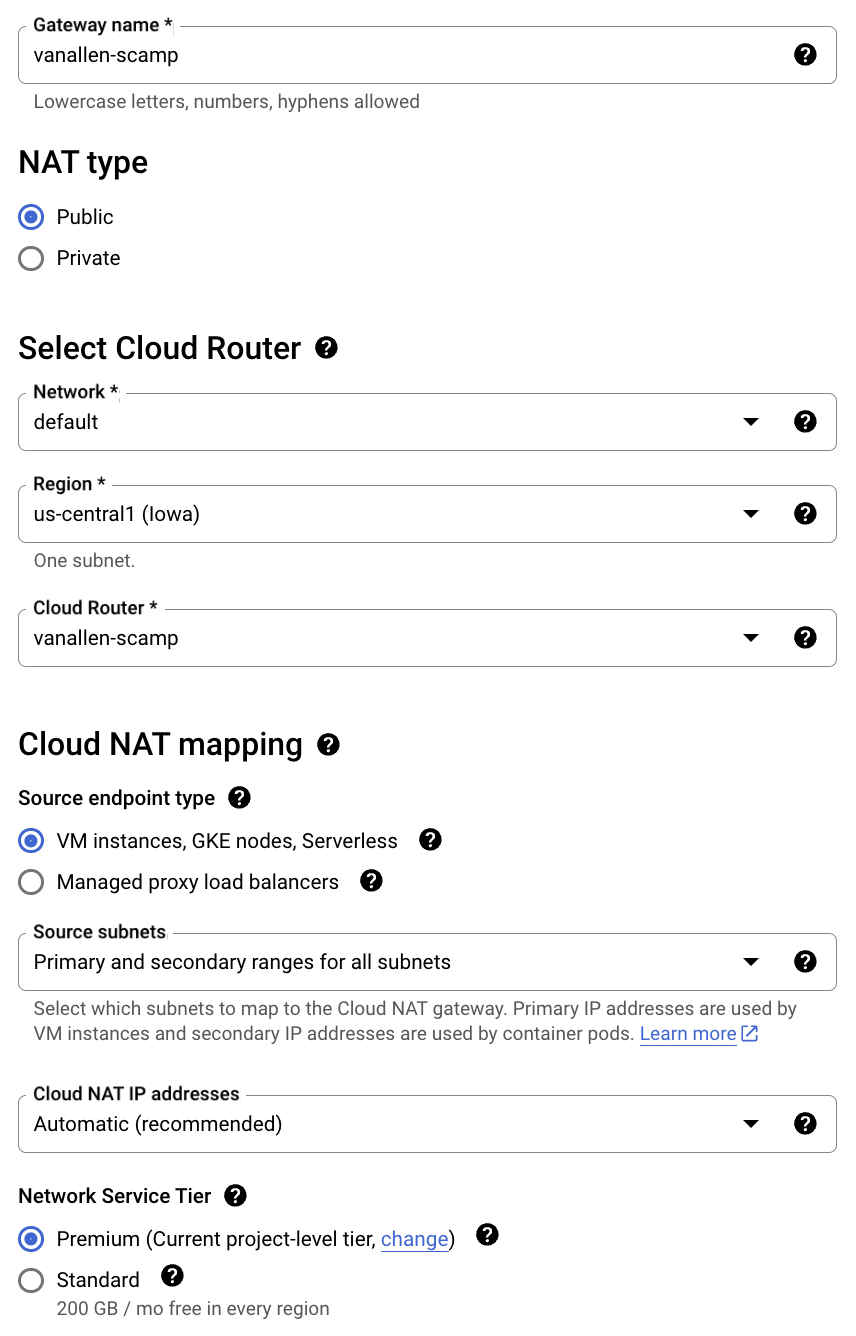 Gateway name *
vanallen-scamp
Lowercase letters, numbers, hyphens allowed
NAT type
Public
Private
Select Cloud Router
Network *
default
Region *
us-central1 (Iowa)
One subnet.
Cloud Router *
vanallen-scamp
Cloud NAT mapping
Source endpoint type
VM instances, GKE nodes, Serverless
Managed proxy load balancers
Source subnets
Primary and secondary ranges for all subnets
Select which subnets to map to the Cloud NAT gateway. Primary IP addresses are used by
VM instances and secondary IP addresses are used by container pods. Learn more
Cloud NAT IP addresses
Automatic (recommended)
Network Service Tier
Premium (Current project-level tier, change)
Standard
200 GB / mo free in every region